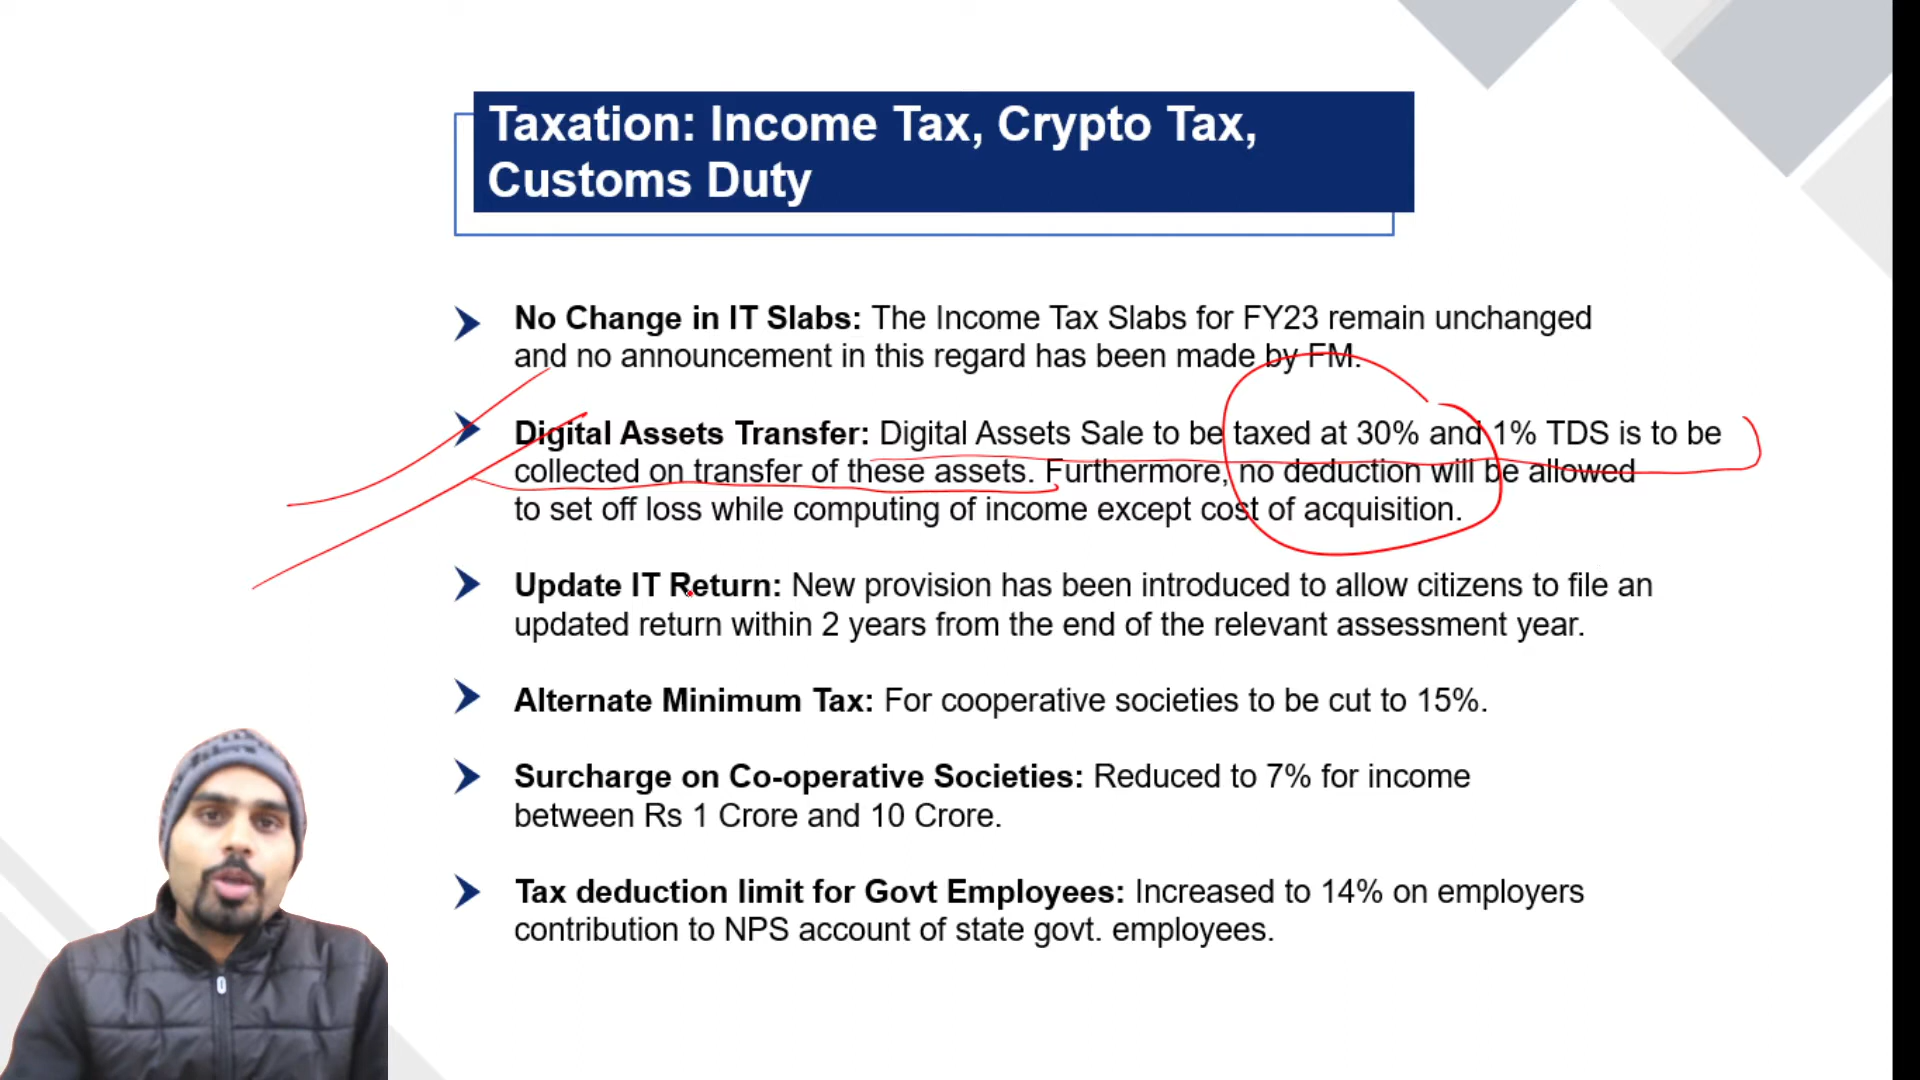 Taxation: Income Tax, Crypto Tax,
Customs Duty
No Change in IT Slabs: The Income Tax Slabs for FY23 remain unchanged
and no announcement in this regard has been made by FM.
Digital Assets Transfer: Digital Assets Sale to be taxed at 30% and 1% TDS is to be
collected on transfer of these assets. Furthermore, no deduction will be allowed
to set off loss while computing of income except cost of acquisition.
Update IT Return: New provision has been introduced to allow citizens to file an
updated return within 2 years from the end of the relevant assessment year.
Alternate Minimum Tax: For cooperative societies to be cut to 15%.
Surcharge on Co-operative Societies: Reduced to 7% for income
between Rs 1 Crore and 10 Crore.
Tax deduction limit for Govt Employees: Increased to 14% on employers
contribution to NPS account of state govt. employees.